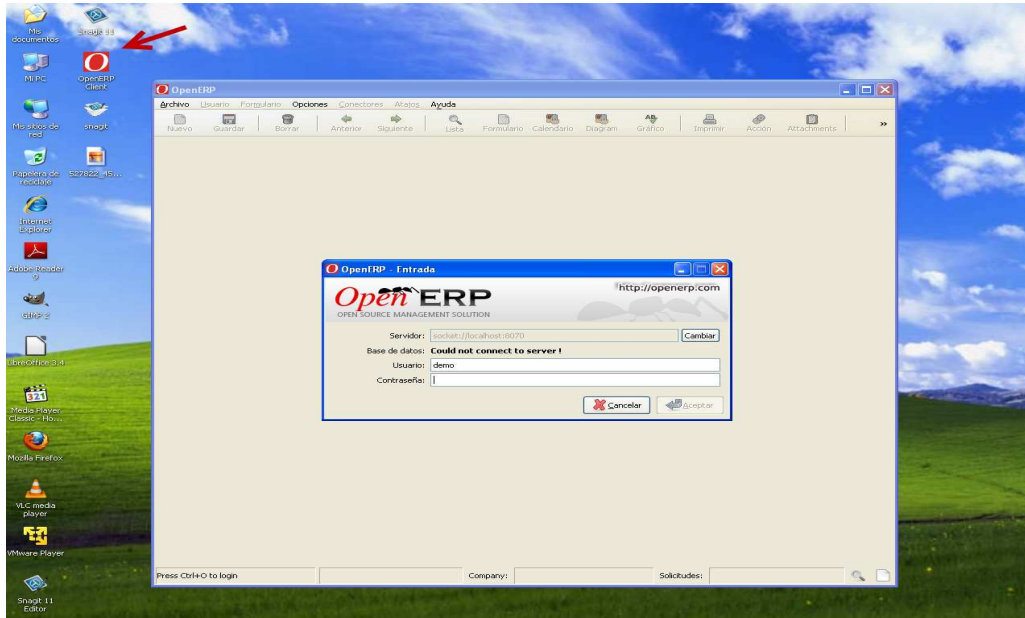 Mis documentos
Snagit 11
Mi PC
OpenERP Client
Mis sitios de red
snagit
Papelera de reciclaje
527822_45...
Internet Explorer
Adobe Reader 9
GIMP 2
LibreOffice 3.4
Media Player Classic - Ho...
Mozilla Firefox
VLC media player
VMware Player
Snagit 11 Editor
OpenERP
Archivo Usuario Formulario Opciones Conectores Atajos Ayuda
Nuevo Guardar Borrar Anterior Siguiente Lista Formulario Calendario Diagram Gráfico Imprimir Acción Attachments »
OpenERP - Entrada
Open ERP
OPEN SOURCE MANAGEMENT SOLUTION
http://openerp.com
Servidor: socket://localhost:8070 Cambiar
Base de datos: Could not connect to server !
Usuario: demo
Contraseña:
Cancelar Aceptar
Press Ctrl+O to login Company: Solicitudes: